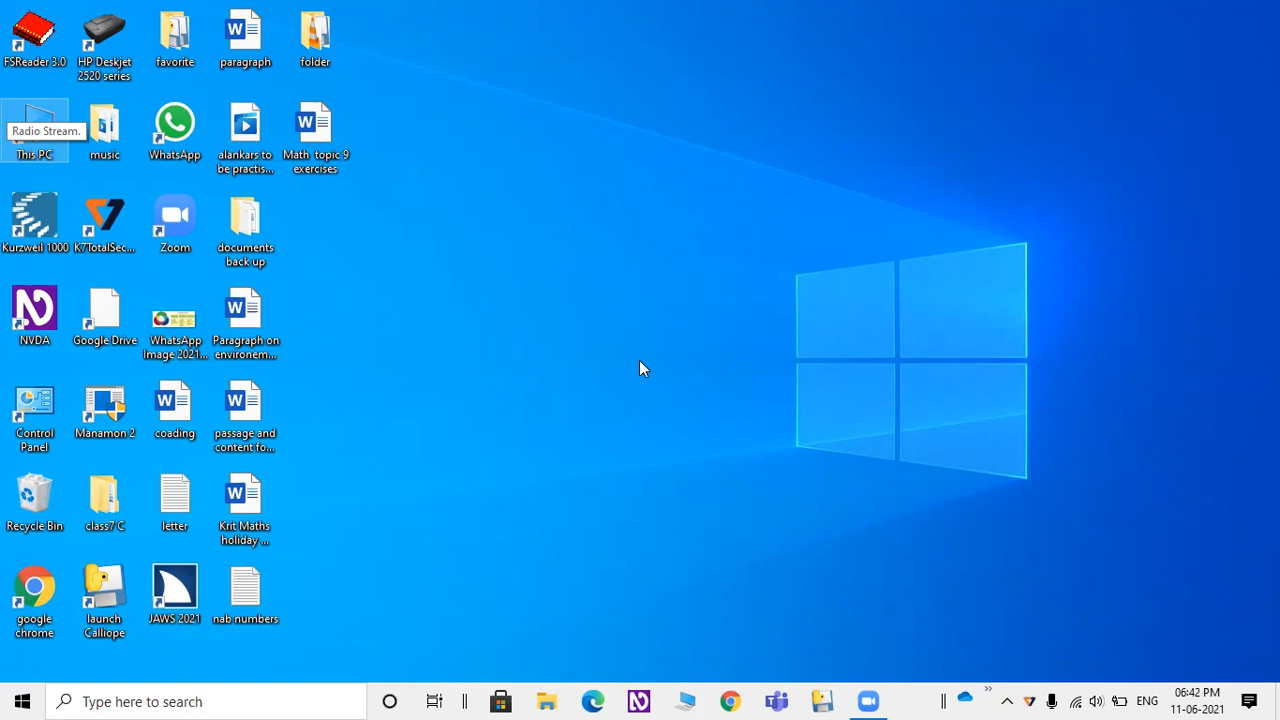 FSReader 3.0
HP Deskjet
2520 series
favorite
paragraph
folder
Radio Stream.
This PC
music
WhatsApp
alankars to
be practis...
Math topic 9
exercises
Kurzweil 1000
K7TotalSec...
Zoom
documents
back up
NVDA
Google Drive
WhatsApp
Image 2021...
Paragraph on
environem...
Control
Panel
Manamon 2
coading
passage and
content fo...
Recycle Bin
class7 C
letter
Krit Maths
holiday ...
google
chrome
launch
Calliope
JAWS 2021
nab numbers
Type here to search
ENG
06:42 PM
11-06-2021